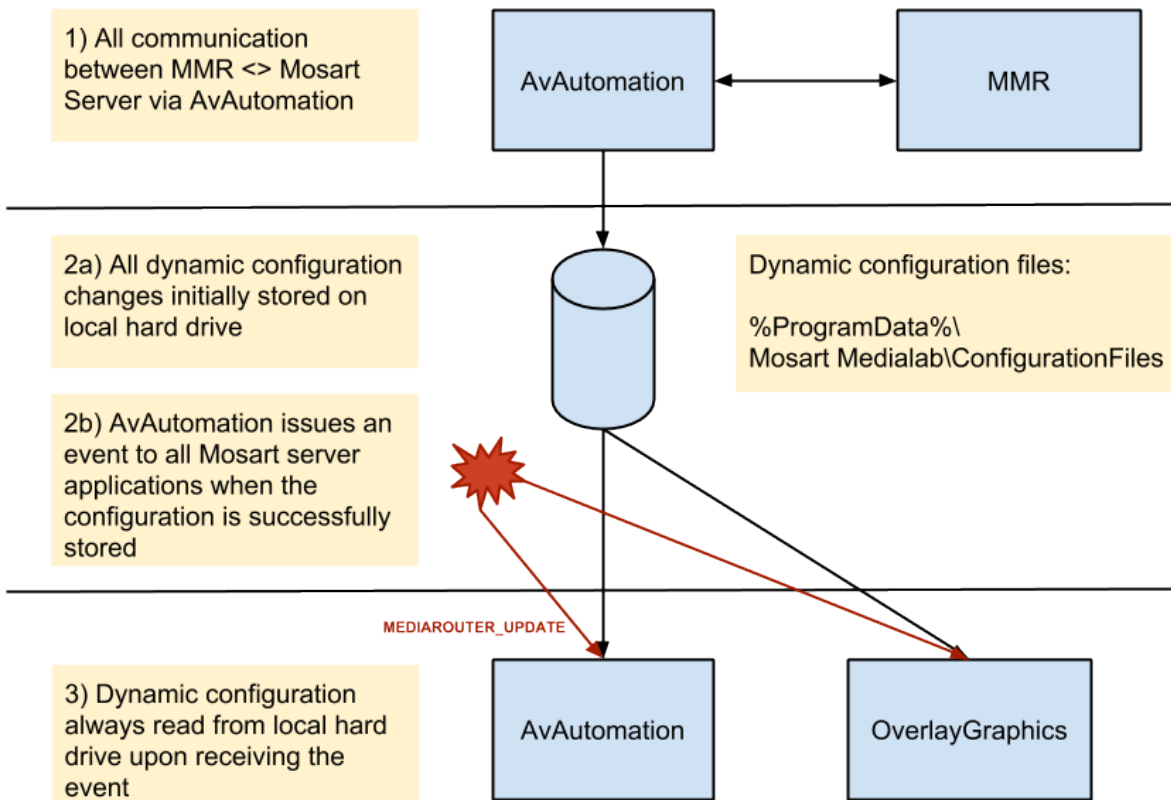 1) All communication
between MMR <> Mosart
Server via AvAutomation
AvAutomation
MMR
2a) All dynamic configuration
changes initially stored on
local hard drive
Dynamic configuration files:
%ProgramData%\
Mosart Medialab\ConfigurationFiles
2b) AvAutomation issues an
event to all Mosart server
applications when the
configuration is successfully
stored
MEDIAROUTER_UPDATE
3) Dynamic configuration
always read from local hard
drive upon receiving the
event
AvAutomation
OverlayGraphics